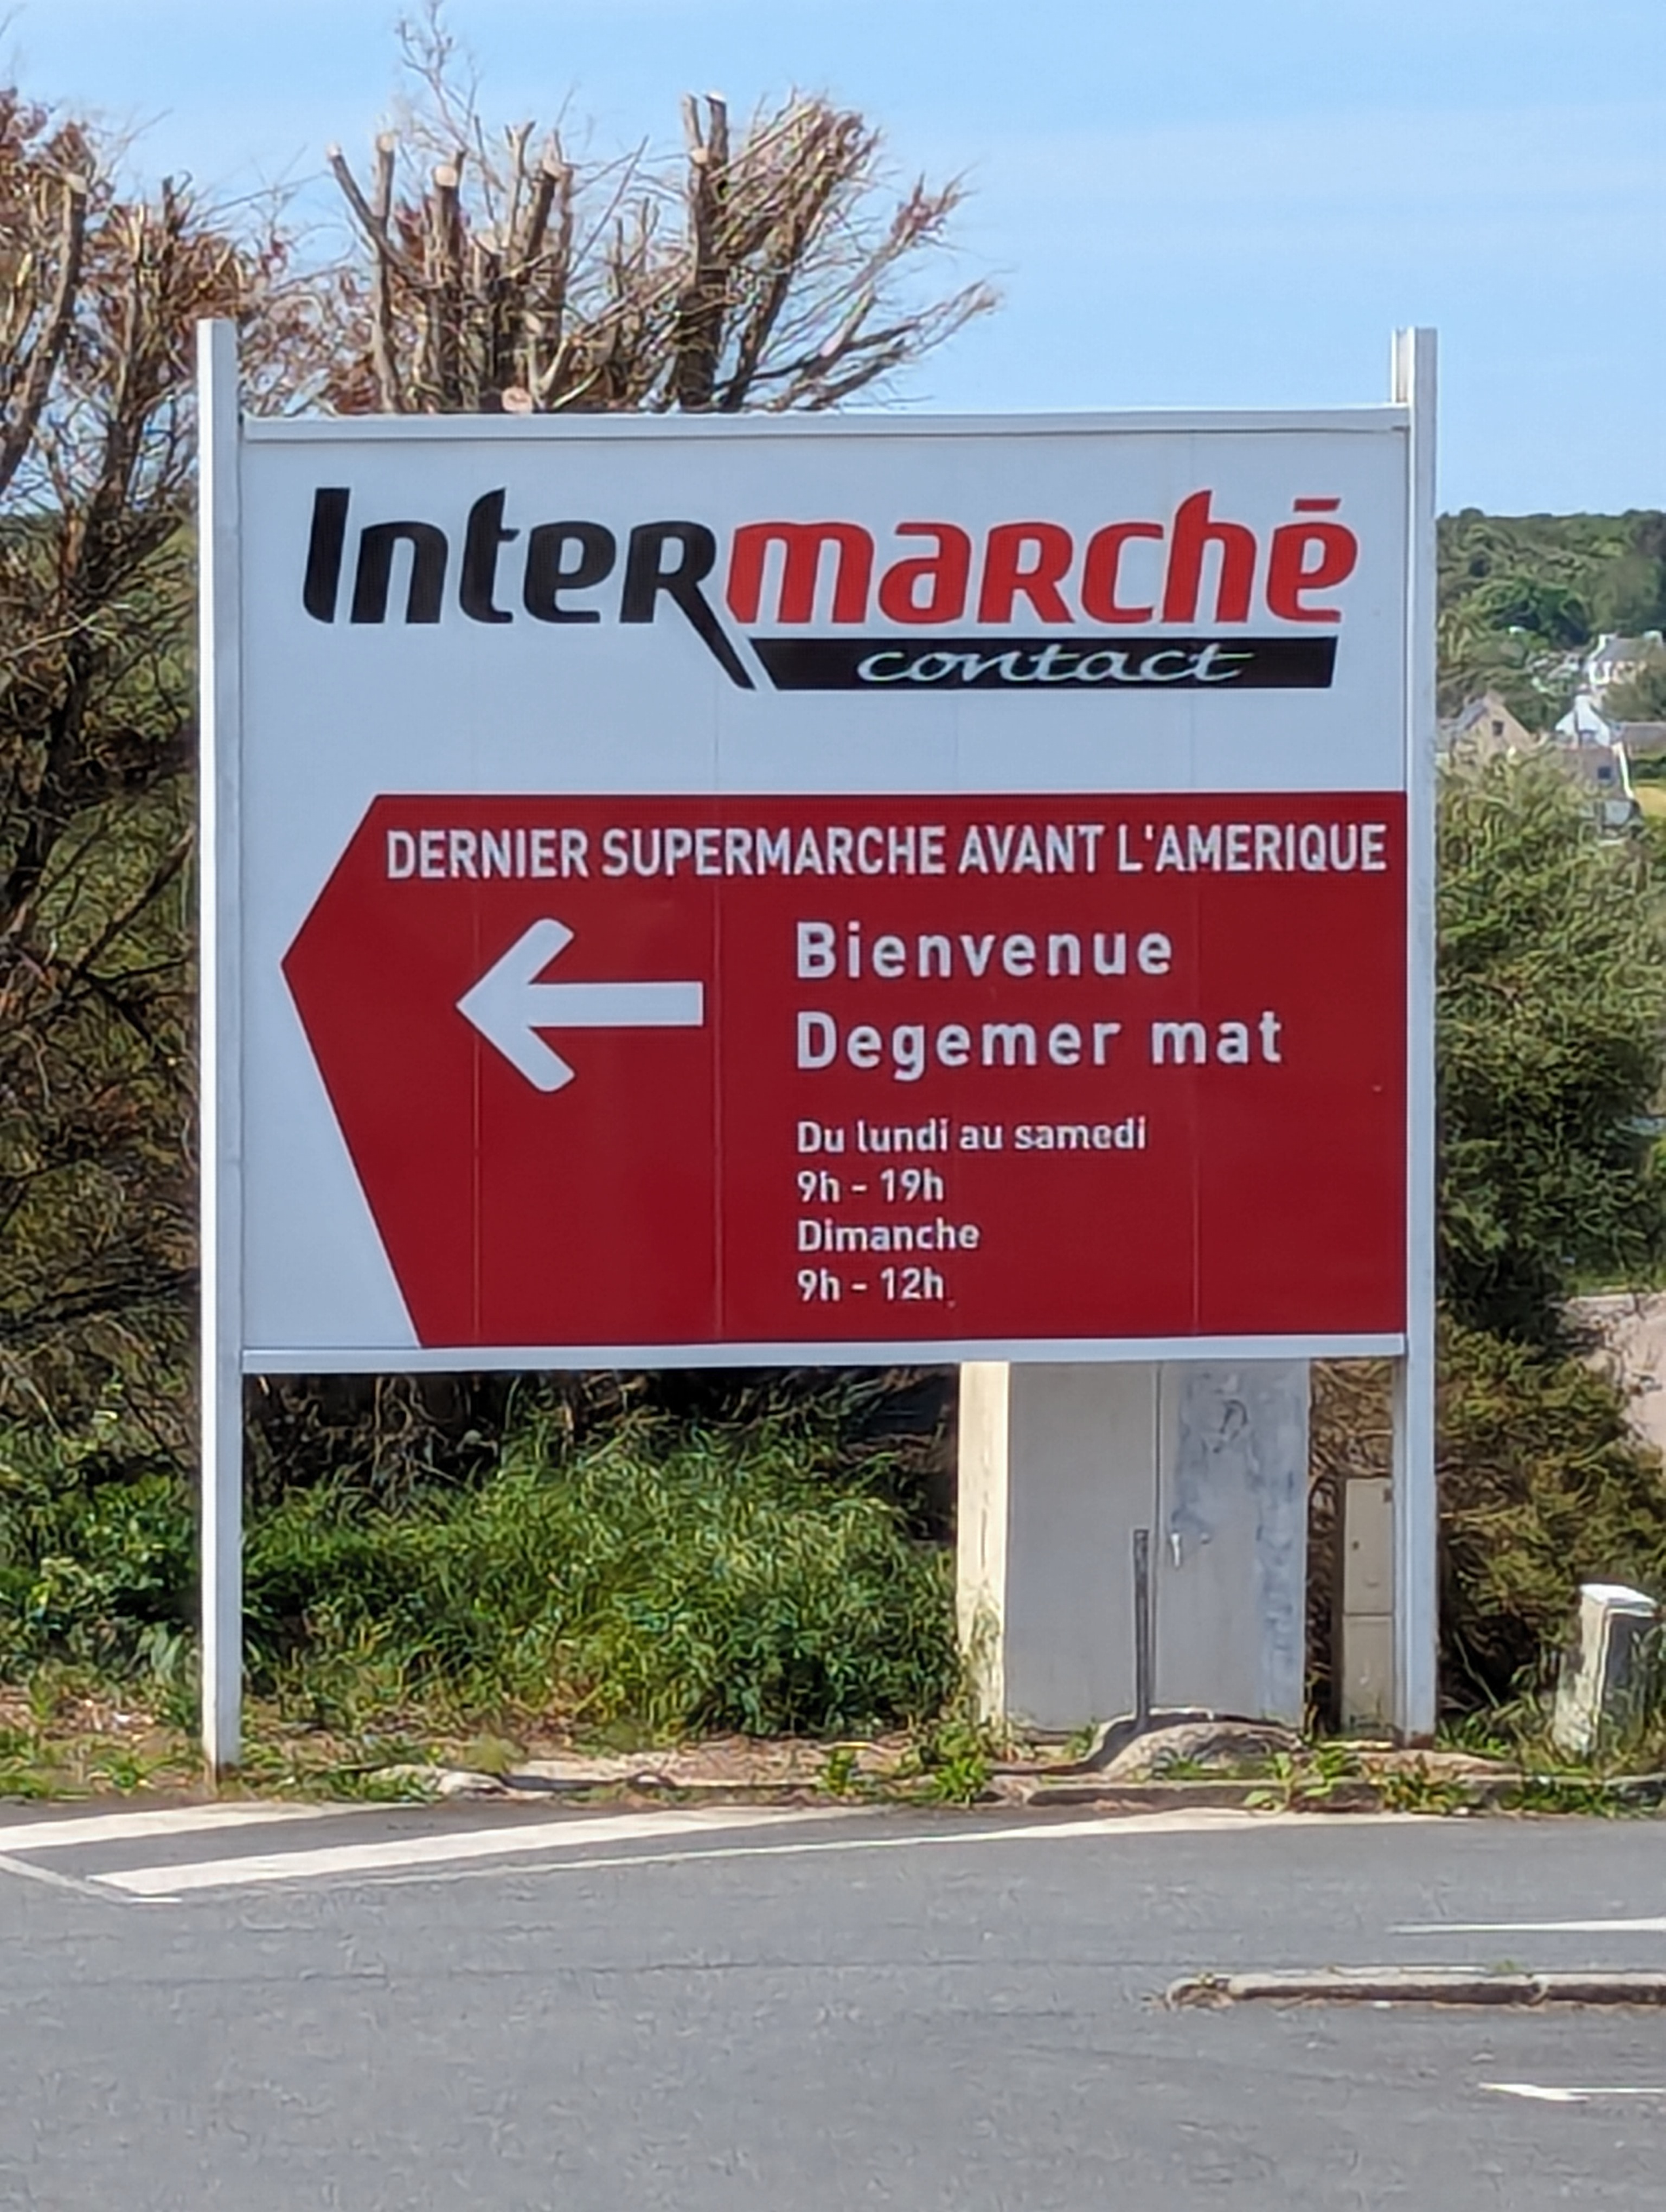 Intermarché
contact
DERNIER SUPERMARCHE AVANT L'AMERIQUE
Bienvenue
Degemer mat
Du lundi au samedi
9h - 19h
Dimanche
9h - 12h